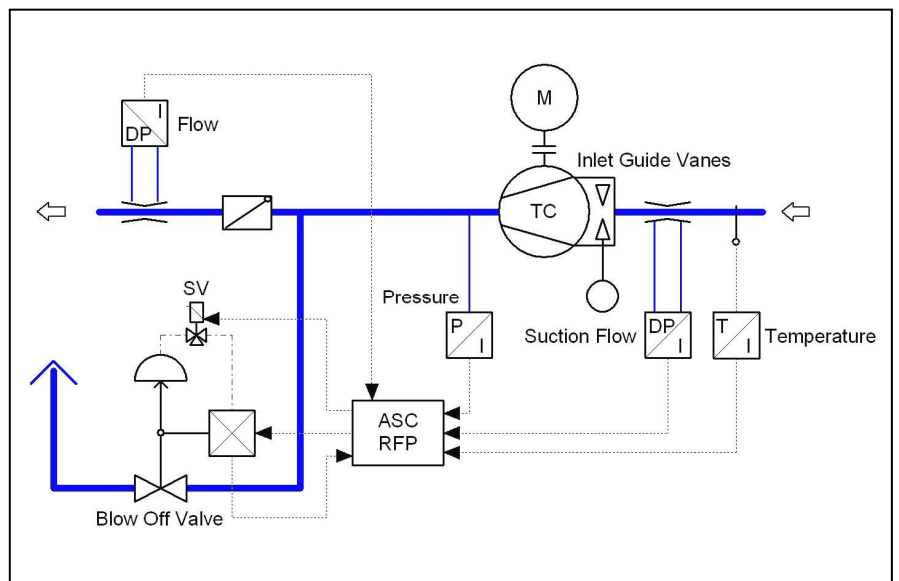 M
I
DP
Flow
Inlet Guide Vanes
TC
SV
Pressure
P
I
Suction Flow
DP
I
T
I
Temperature
ASC
RFP
Blow Off Valve